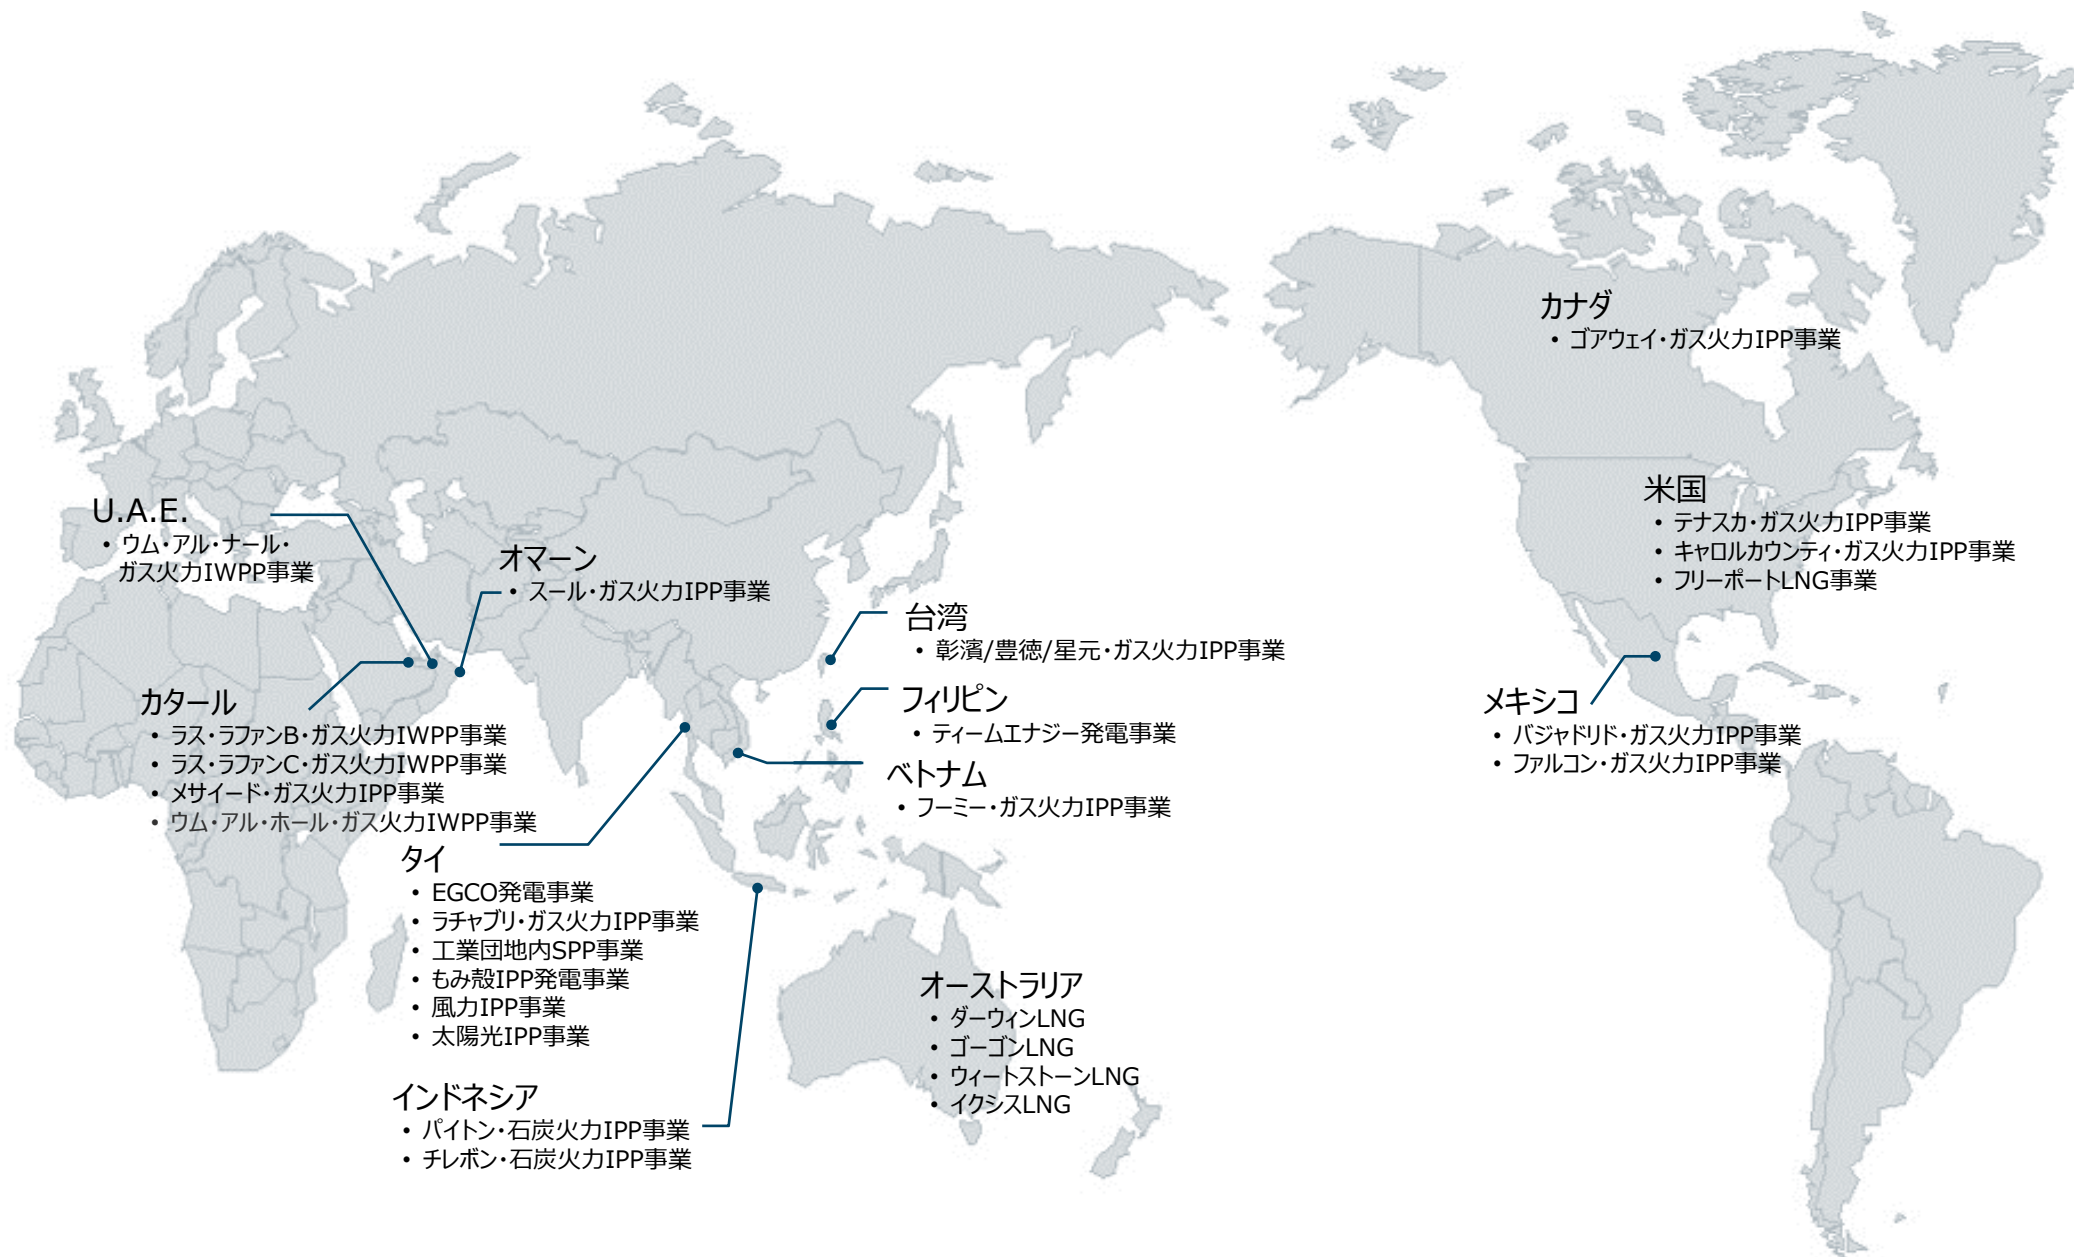 カナダ
• ゴアウェイ・ガス火力IPP事業
米国
• テナスカ・ガス火力IPP事業
• キャロルカウンティ・ガス火力IPP事業
• フリーポートLNG事業
U.A.E.
• ウム・アル・ナール・
ガス火力IWPP事業
オマーン
• スール・ガス火力IPP事業
台湾
• 彰濱/豊徳/星元・ガス火力IPP事業
カタール
• ラス・ラファンB・ガス火力IWPP事業
• ラス・ラファンC・ガス火力IWPP事業
• メサイード・ガス火力IPP事業
• ウム・アル・ホール・ガス火力IWPP事業
フィリピン
• ティームエナジー発電事業
メキシコ
• バジャドリド・ガス火力IPP事業
• ファルコン・ガス火力IPP事業
ベトナム
• フーミー・ガス火力IPP事業
タイ
• EGCO発電事業
• ラチャブリ・ガス火力IPP事業
• 工業団地内SPP事業
• もみ殻IPP発電事業
• 風力IPP事業
• 太陽光IPP事業
オーストラリア
• ダーウィンLNG
• ゴーゴンLNG
• ウィートストーンLNG
• イクシスLNG
インドネシア
• パイトン・石炭火力IPP事業
• チレボン・石炭火力IPP事業